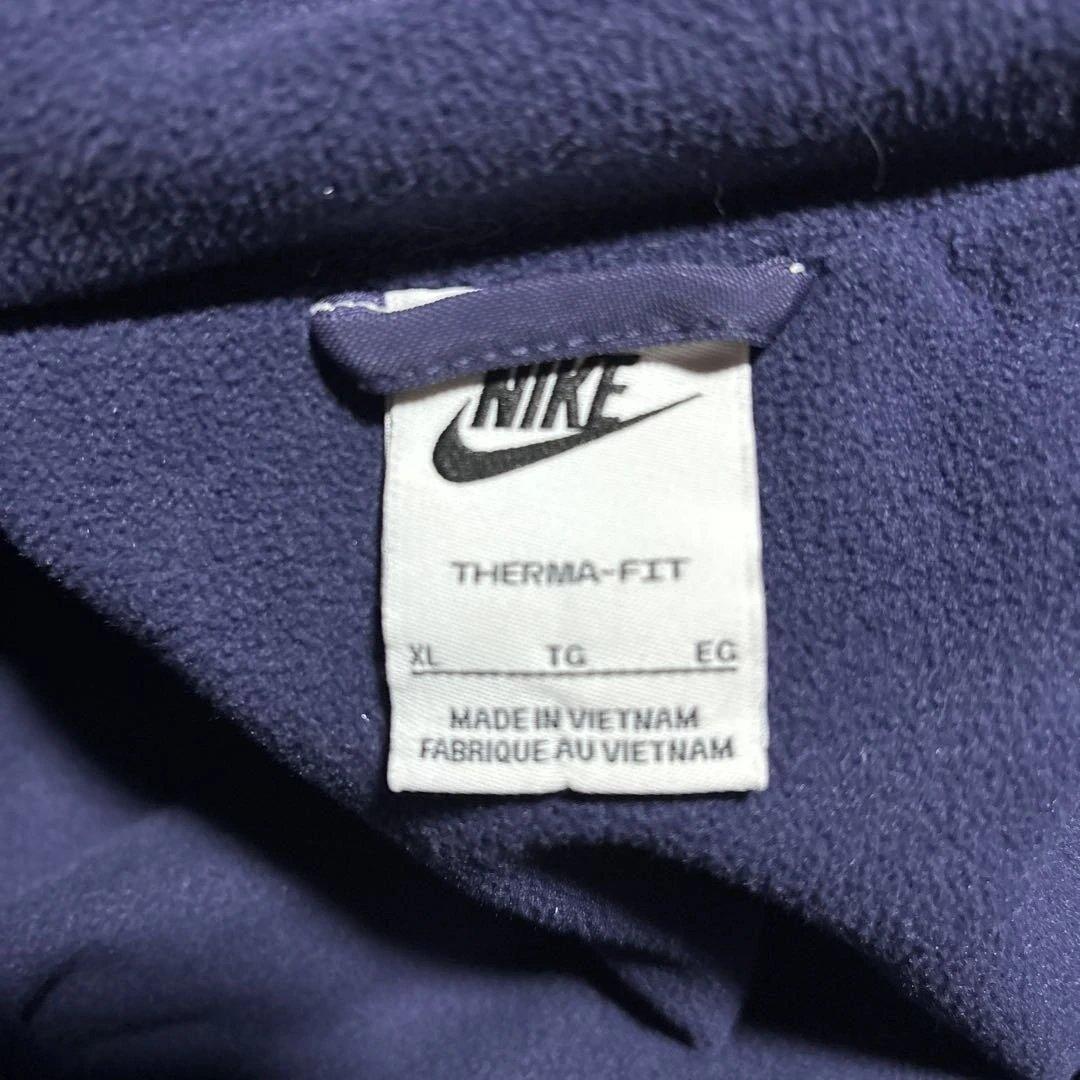 NIKE
THERMA-FIT
XL TG EG
MADE IN VIETNAM
FABRIQUE AU VIETNAM